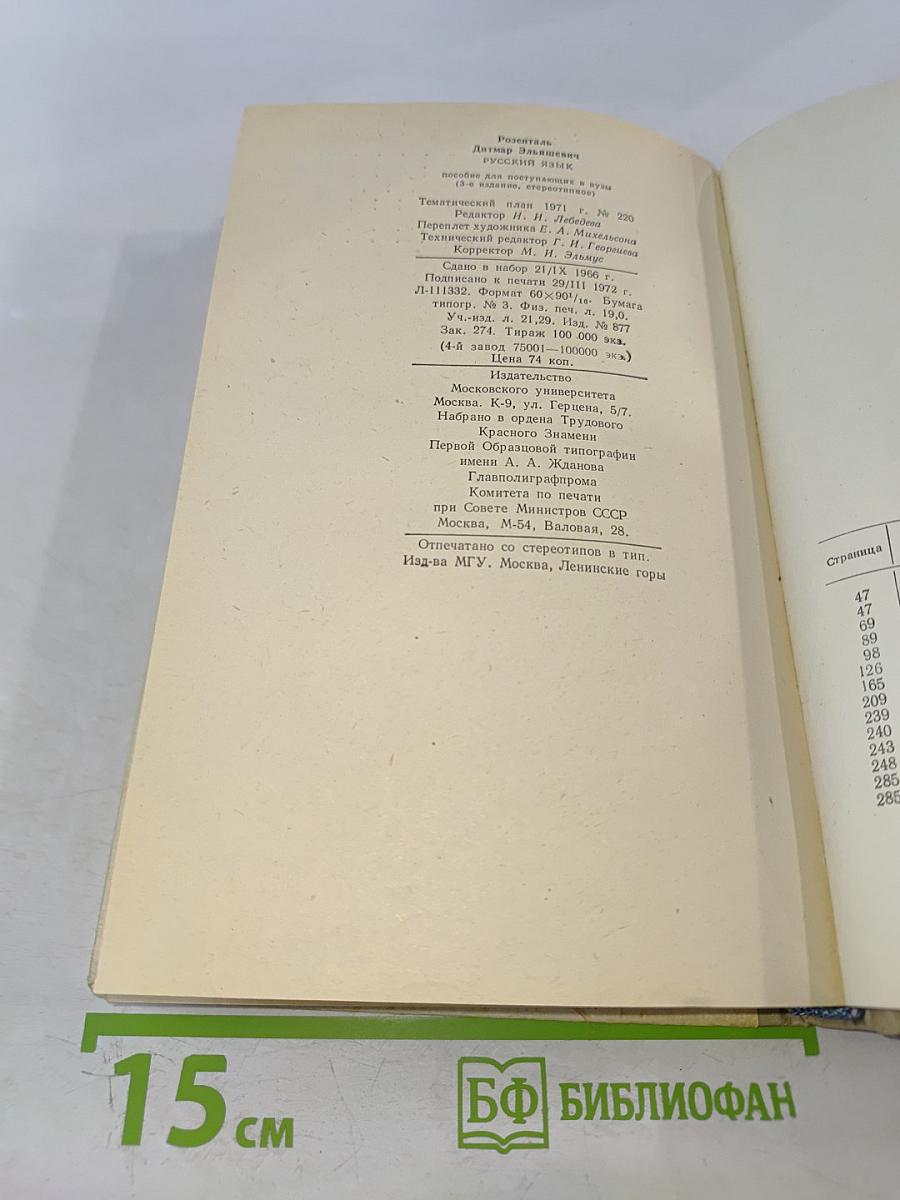 Розенталь
Дитмар Эльяшевич
РУССКИЙ ЯЗЫК
пособие для поступающих в вузы
(3-е издание, стереотипное)
Тематический план 1971 г. № 220
Редактор И. И. Лебедева
Переплет художника Е. А. Михельсона
Технический редактор Г. И. Георгиева
Корректор М. И. Эльмус
Сдано в набор 21/IX 1966 г.
Подписано к печати 29/III 1972 г.
Л-111332. Формат 60×90¹/₁₆. Бумага
типогр. № 3. Физ. печ. л. 19,0.
Уч.-изд. л. 21,29. Изд. № 877
Зак. 274. Тираж 100 000 экз.
(4-й завод 75001—100000 экз.)
Цена 74 коп.
Издательство
Московского университета
Москва. К-9, ул. Герцена, 5/7.
Набрано в ордена Трудового
Красного Знамени
Первой Образцовой типографии
имени А. А. Жданова
Главполиграфпрома
Комитета по печати
при Совете Министров СССР
Москва, М-54, Валовая, 28.
Отпечатано со стереотипов в тип.
Изд-ва МГУ. Москва, Ленинские горы
Страница
47
47
69
89
98
126
165
209
239
240
243
248
285
285
15 см
БФ БИБЛИОФАН